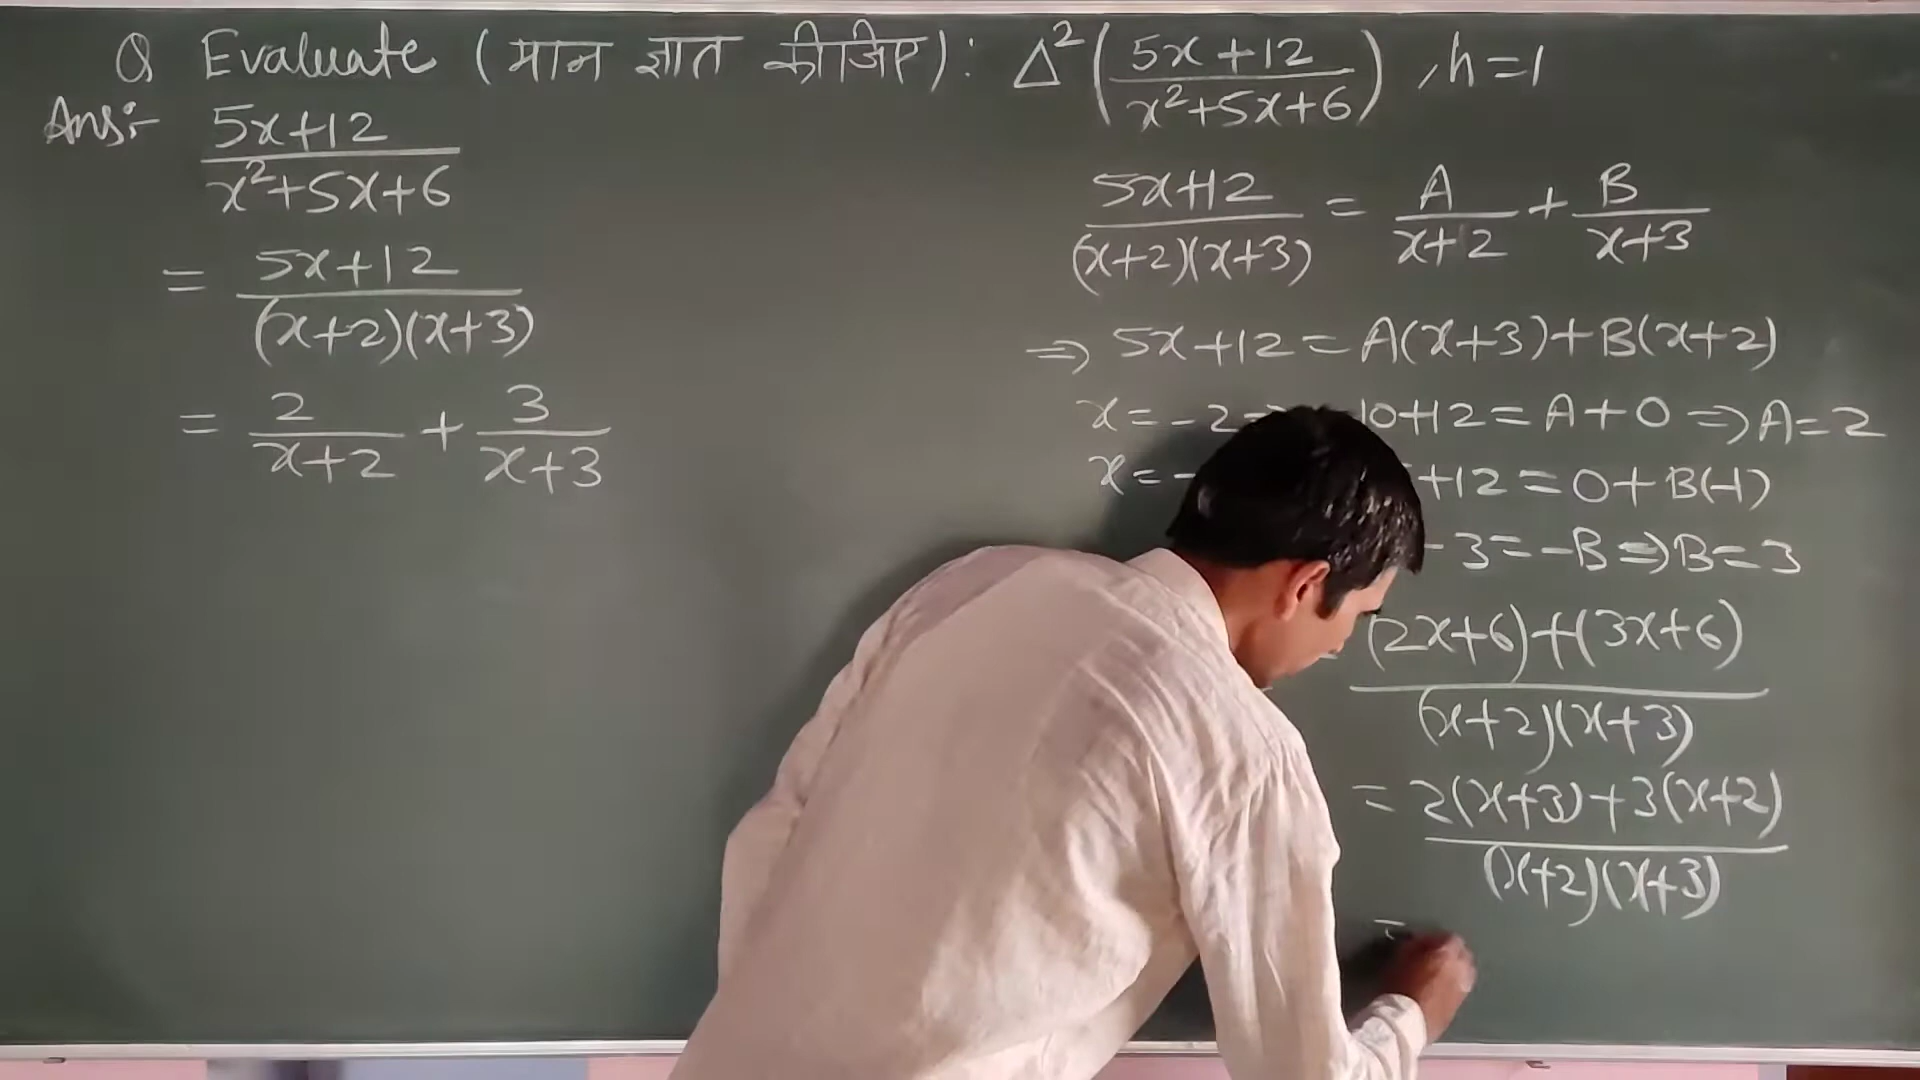 Q Evaluate (मान ज्ञात कीजिए): Δ²((5x+12)/(x²+5x+6)), h=1
Ans:- (5x+12)/(x²+5x+6)
= (5x+12)/((x+2)(x+3))
= 2/(x+2) + 3/(x+3)
(5x+12)/((x+2)(x+3)) = A/(x+2) + B/(x+3)
⇒ 5x+12 = A(x+3)+B(x+2)
x=-2 10+12=A+0 ⇒ A=2
x=- +12=0+B(-1)
-3=-B ⇒ B=3
((2x+6)+(3x+6))/((x+2)(x+3))
= (2(x+3)+3(x+2))/((x+2)(x+3))
=